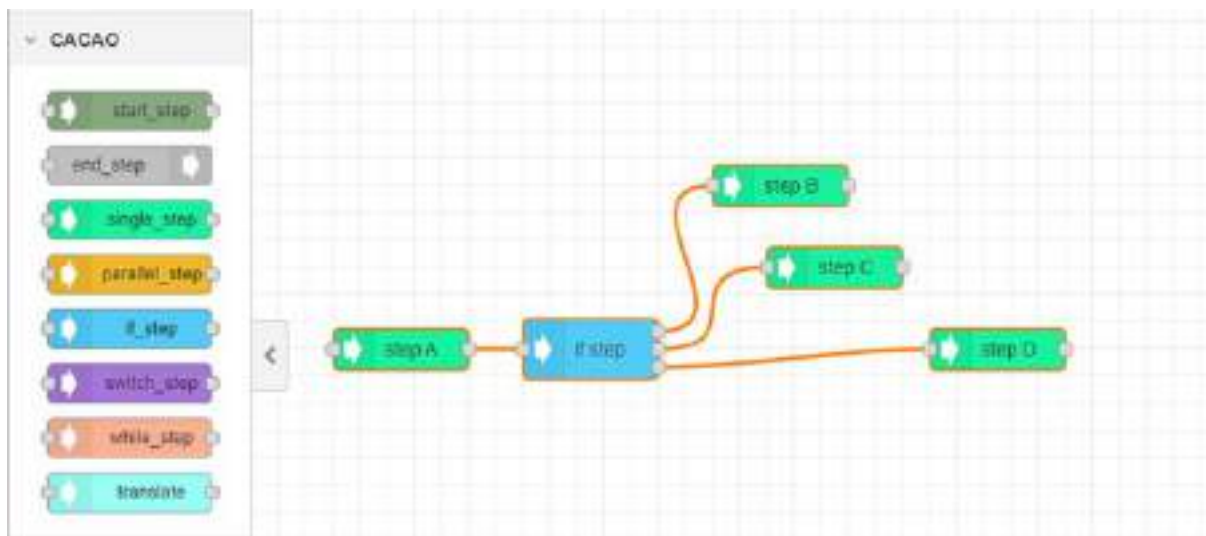 CACAO
start_step
end_step
single_step
parallel_step
if_step
switch_step
while_step
translate
step A
if step
step B
step C
step D